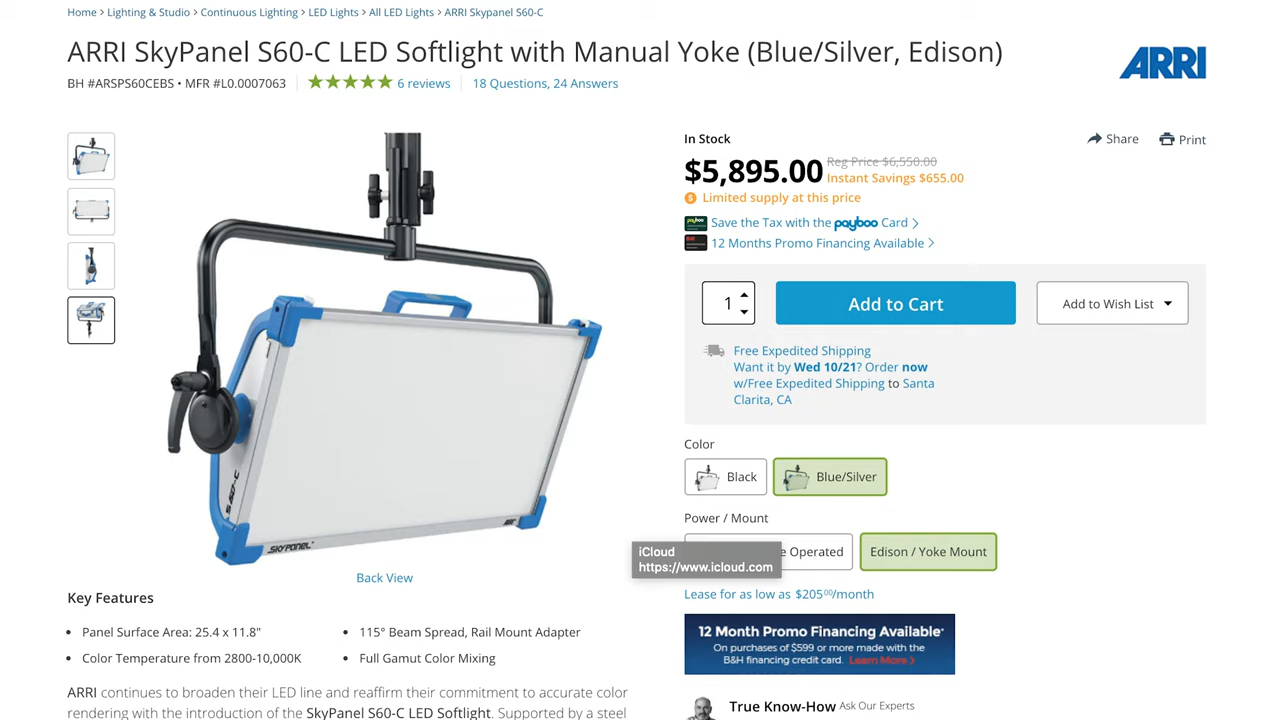 Home > Lighting & Studio > Continuous Lighting > LED Lights > All LED Lights > ARRI Skypanel S60-C
ARRI SkyPanel S60-C LED Softlight with Manual Yoke (Blue/Silver, Edison)
BH #ARSPS60CEBS • MFR #L0.0007063
6 reviews
18 Questions, 24 Answers
ARRI
In Stock
Share
Print
$5,895.00
Reg Price $6,550.00
Instant Savings $655.00
$ Limited supply at this price
payboo
Save the Tax with the payboo Card >
12 Months Promo Financing Available >
1
Add to Cart
Add to Wish List
Free Expedited Shipping
Want it by Wed 10/21? Order now
w/Free Expedited Shipping to Santa
Clarita, CA
Color
Black
Blue/Silver
Power / Mount
e Operated
Edison / Yoke Mount
iCloud
https://www.icloud.com
Lease for as low as $205⁰⁰/month
12 Month Promo Financing Available*
On purchases of $599 or more made with the
B&H financing credit card. Learn More >
True Know-How Ask Our Experts
S60-C
SKYPANEL
ARRI
Back View
Key Features
• Panel Surface Area: 25.4 x 11.8"
• 115° Beam Spread, Rail Mount Adapter
• Color Temperature from 2800-10,000K
• Full Gamut Color Mixing
ARRI continues to broaden their LED line and reaffirm their commitment to accurate color
rendering with the introduction of the SkyPanel S60-C LED Softlight. Supported by a steel